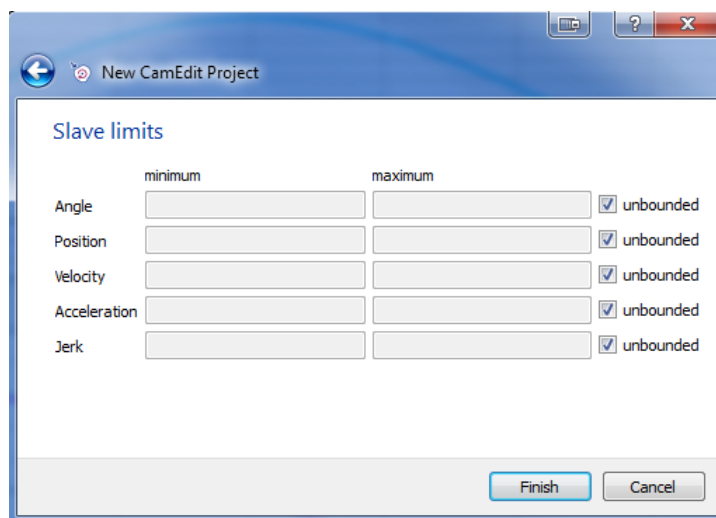 ?
X
New CamEdit Project
Slave limits
minimum maximum
Angle unbounded
Position unbounded
Velocity unbounded
Acceleration unbounded
Jerk unbounded
Finish Cancel